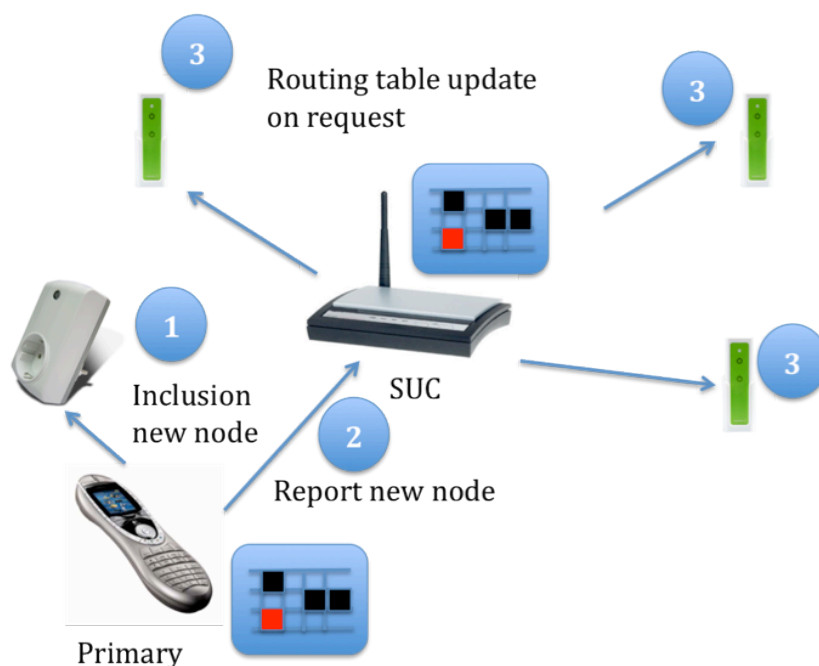 3
Routing table update
on request
3
1
Inclusion
new node
SUC
3
2
Report new node
Primary